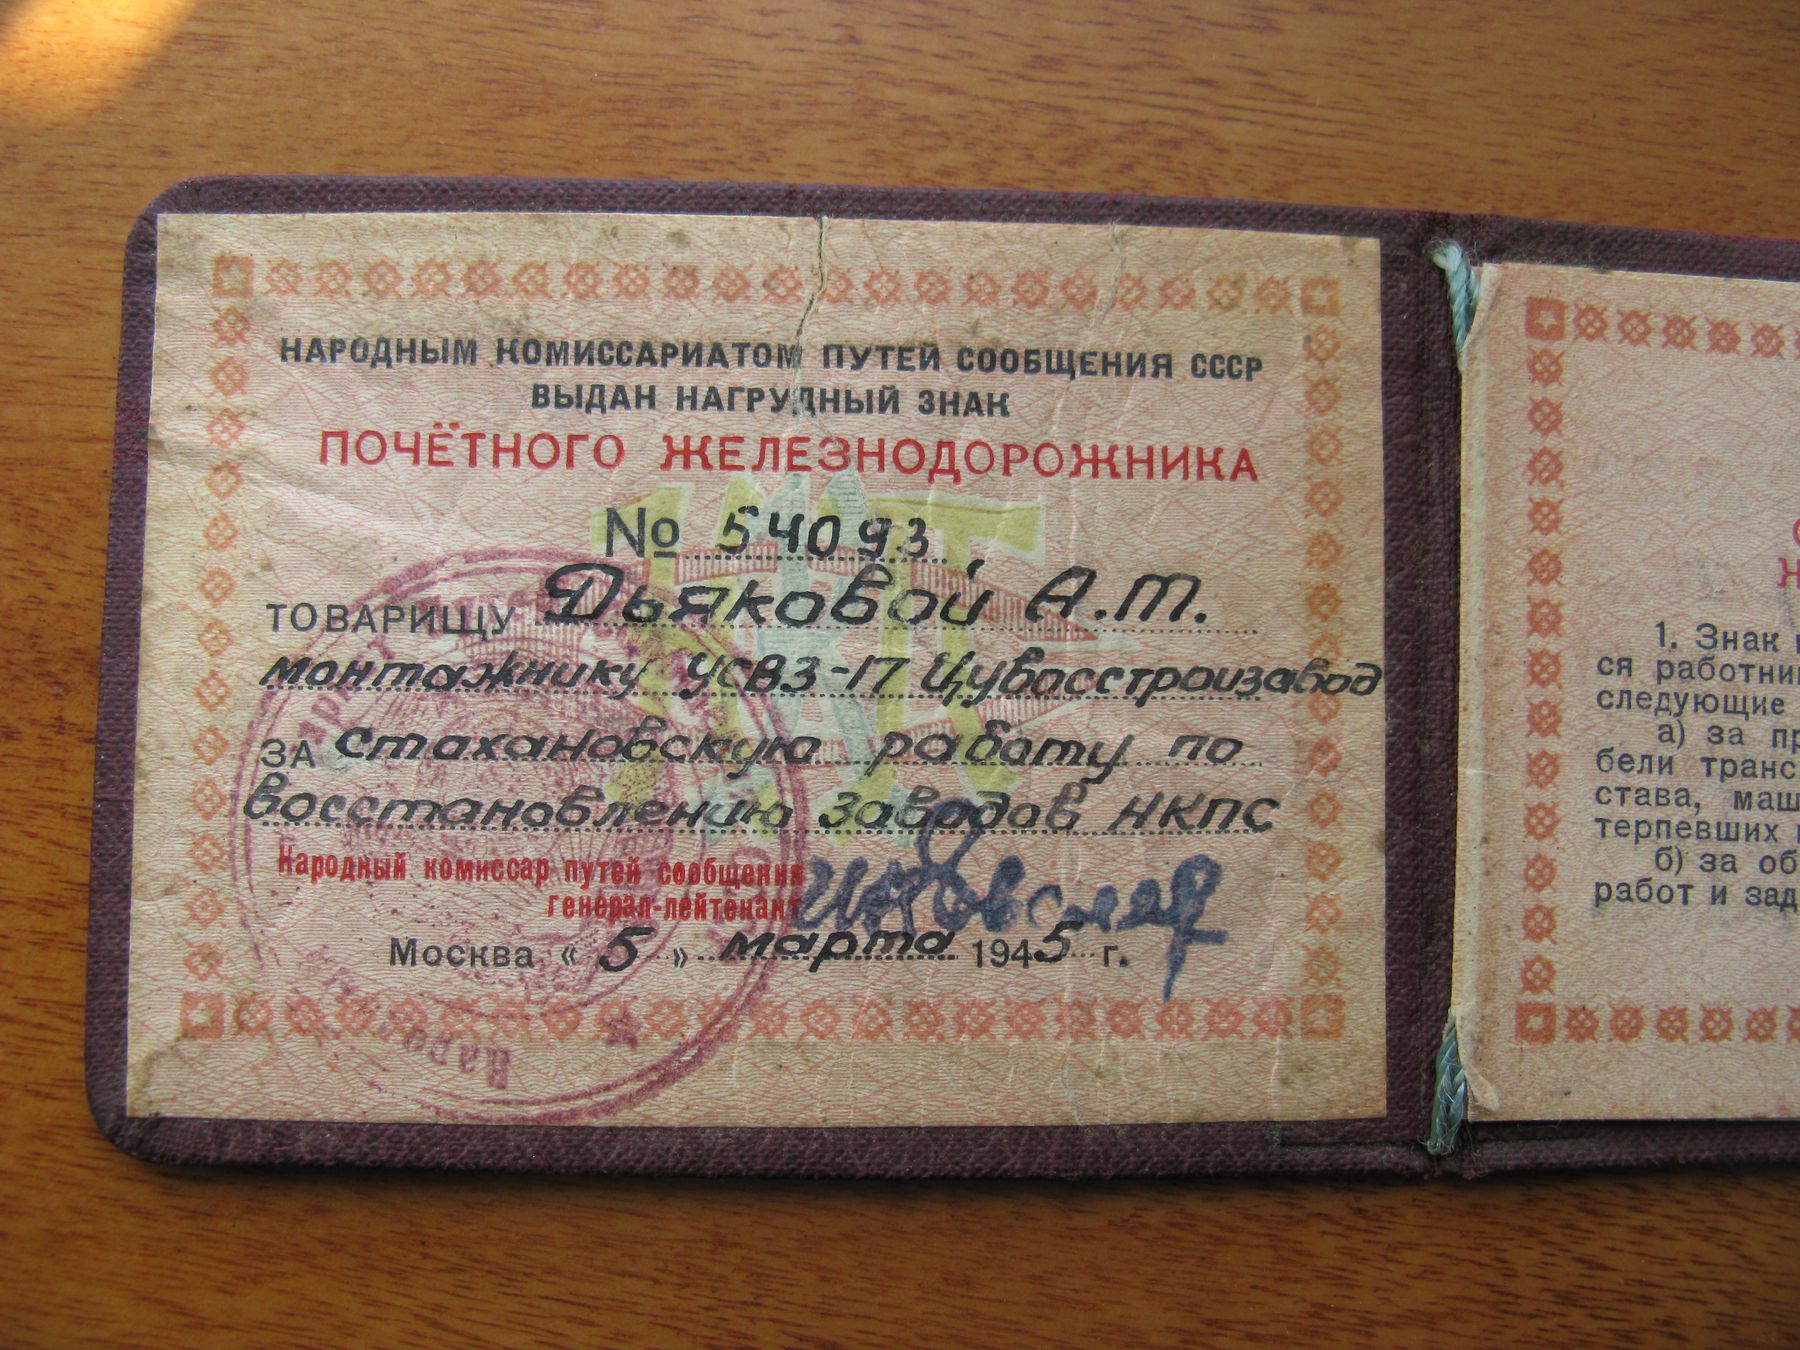 НАРОДНЫМ КОМИССАРИАТОМ ПУТЕЙ СООБЩЕНИЯ СССР
ВЫДАН НАГРУДНЫЙ ЗНАК
ПОЧЁТНОГО ЖЕЛЕЗНОДОРОЖНИКА
№ 54093
ТОВАРИЩУ Дьяковой А.Т.
монтажнику УСВЗ-17 Цувосстройзавод
ЗА стахановскую работу по
восстановлению заводов НКПС
Народный комиссар путей сообщения
генерал-лейтенант
Москва « 5 » марта 1945 г.
1. Знак
ся работни
следующие
а) за пр
бели транс
става, маш
терпевших
б) за об
работ и зад